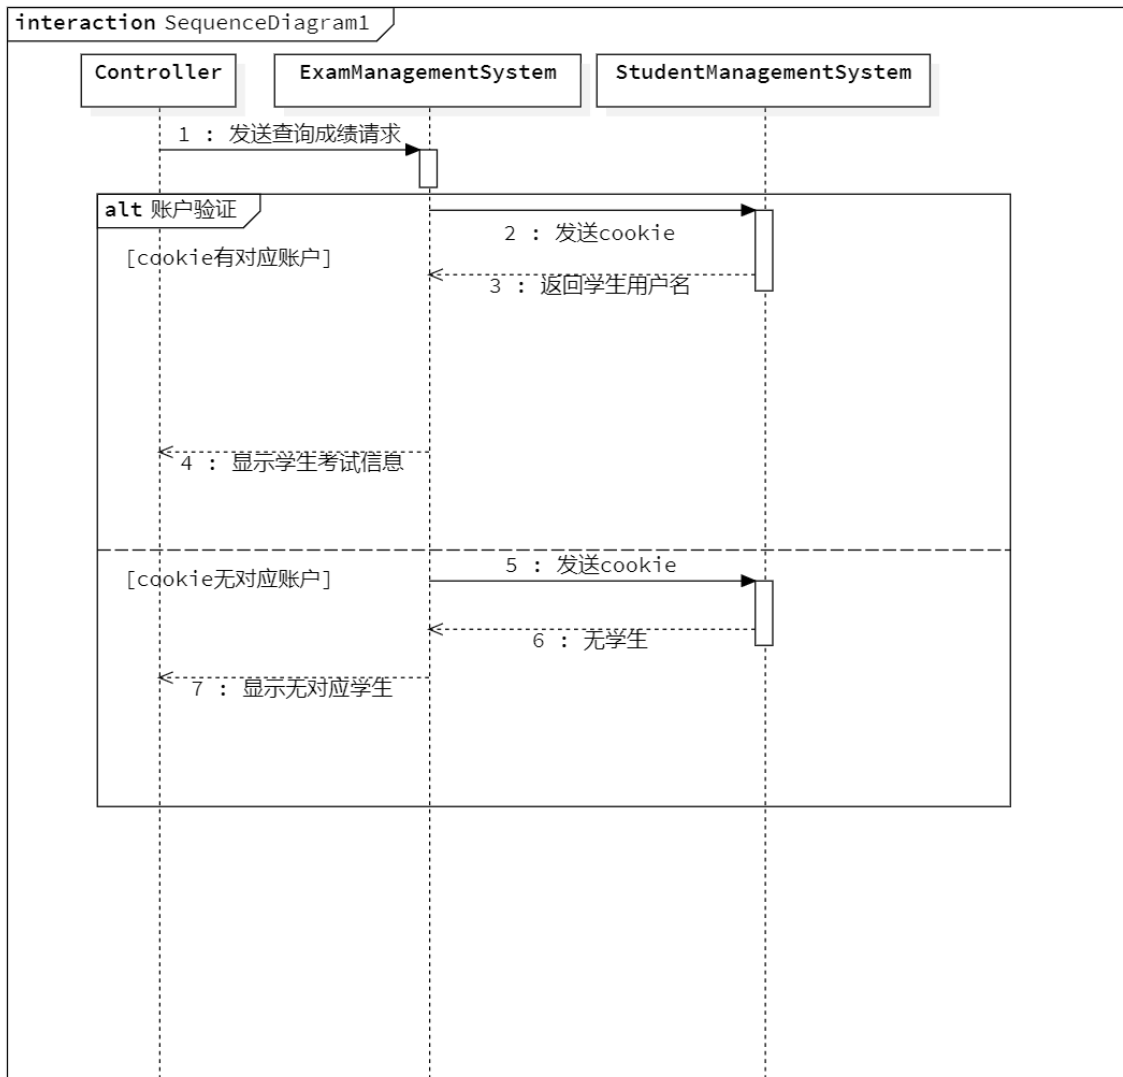 interaction SequenceDiagram1
Controller
ExamManagementSystem
StudentManagementSystem
1 : 发送查询成绩请求
alt 账户验证
2 : 发送cookie
[cookie有对应账户]
3 : 返回学生用户名
4 : 显示学生考试信息
5 : 发送cookie
[cookie无对应账户]
6 : 无学生
7 : 显示无对应学生